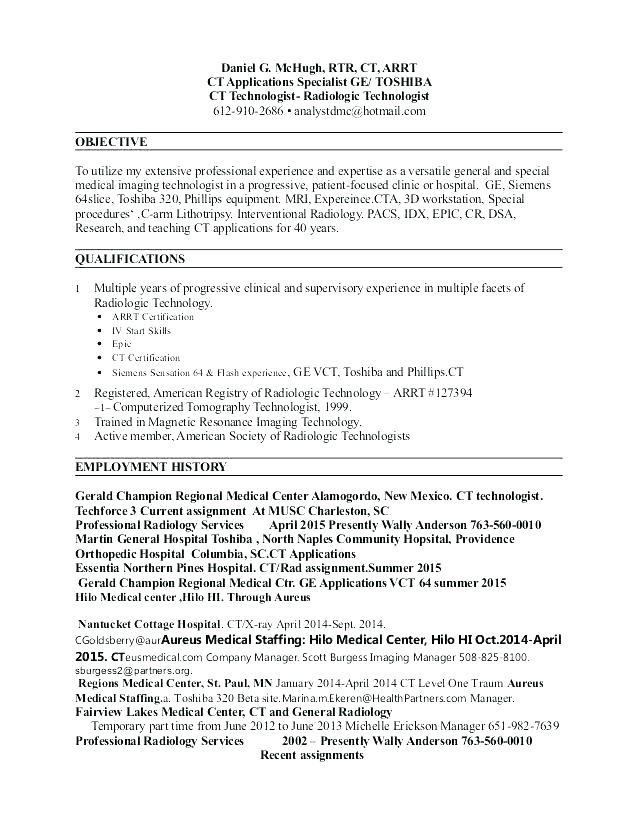 Daniel G. McHugh, RTR, CT, ARRT
CT Applications Specialist GE/ TOSHIBA
CT Technologist- Radiologic Technologist
612-910-2686 • analystdmc@hotmail.com
OBJECTIVE
To utilize my extensive professional experience and expertise as a versatile general and special
medical imaging technologist in a progressive, patient-focused clinic or hospital. GE, Siemens
64slice, Toshiba 320, Phillips equipment. MRI, Expereince.CTA, 3D workstation, Special
procedures' ,C-arm Lithotripsy. Interventional Radiology. PACS, IDX, EPIC, CR, DSA,
Research, and teaching CT applications for 40 years.
QUALIFICATIONS
1 Multiple years of progressive clinical and supervisory experience in multiple facets of
Radiologic Technology.
• ARRT Certification
• IV Start Skills
• Epic
• CT Certification
• Siemens Sensation 64 & Flash experience, GE VCT, Toshiba and Phillips.CT
2 Registered, American Registry of Radiologic Technology – ARRT #127394
–1– Computerized Tomography Technologist, 1999.
3 Trained in Magnetic Resonance Imaging Technology.
4 Active member, American Society of Radiologic Technologists
EMPLOYMENT HISTORY
Gerald Champion Regional Medical Center Alamogordo, New Mexico. CT technologist.
Techforce 3 Current assignment At MUSC Charleston, SC
Professional Radiology Services April 2015 Presently Wally Anderson 763-560-0010
Martin General Hospital Toshiba , North Naples Community Hopsital, Providence
Orthopedic Hospital Columbia, SC.CT Applications
Essentia Northern Pines Hospital. CT/Rad assignment.Summer 2015
Gerald Champion Regional Medical Ctr. GE Applications VCT 64 summer 2015
Hilo Medical center ,Hilo HI. Through Aureus
Nantucket Cottage Hospital. CT/X-ray April 2014-Sept. 2014.
CGoldsberry@aurAureus Medical Staffing: Hilo Medical Center, Hilo HI Oct.2014-April
2015. CTeusmedical.com Company Manager. Scott Burgess Imaging Manager 508-825-8100.
sburgess2@partners.org.
Regions Medical Center, St. Paul, MN January 2014-April 2014 CT Level One Traum Aureus
Medical Staffing.a. Toshiba 320 Beta site.Marina.m.Ekeren@HealthPartners.com Manager.
Fairview Lakes Medical Center, CT and General Radiology
Temporary part time from June 2012 to June 2013 Michelle Erickson Manager 651-982-7639
Professional Radiology Services 2002 – Presently Wally Anderson 763-560-0010
Recent assignments